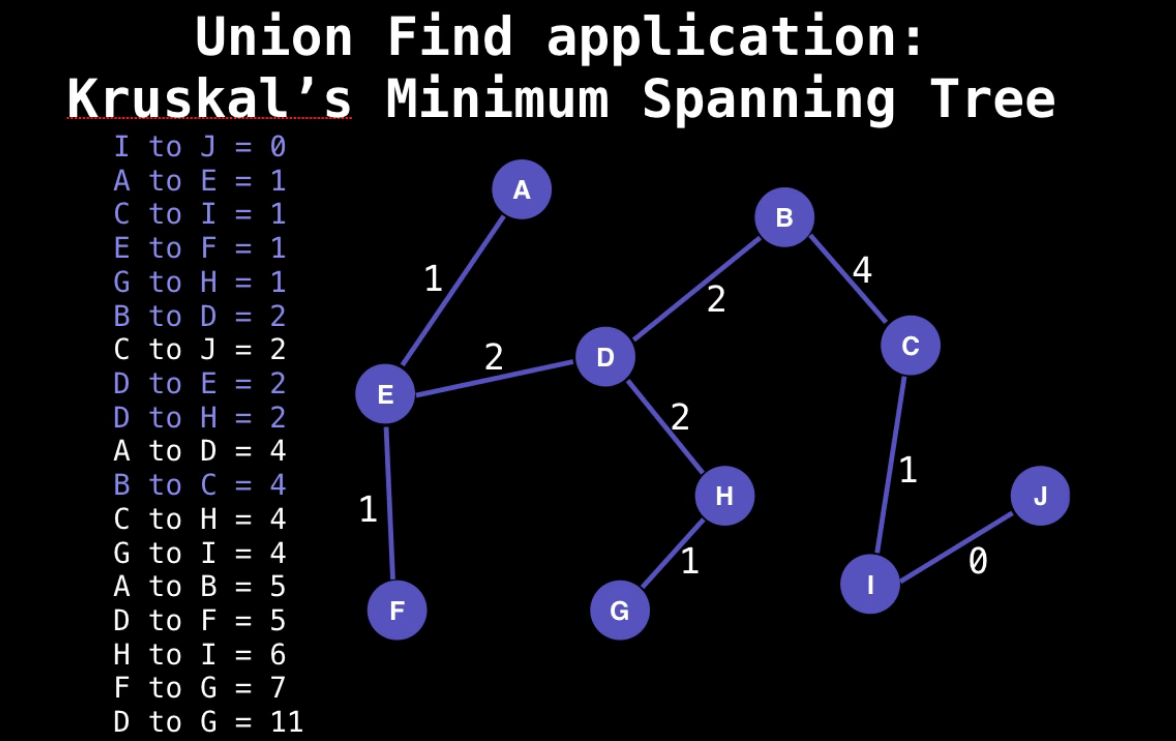 Union Find application:
Kruskal’s Minimum Spanning Tree
I to J = 0
A to E = 1
C to I = 1
E to F = 1
G to H = 1
B to D = 2
C to J = 2
D to E = 2
D to H = 2
A to D = 4
B to C = 4
C to H = 4
G to I = 4
A to B = 5
D to F = 5
H to I = 6
F to G = 7
D to G = 11
A
B
1
4
2
C
2
D
E
2
1
H
J
1
1
0
I
F
G